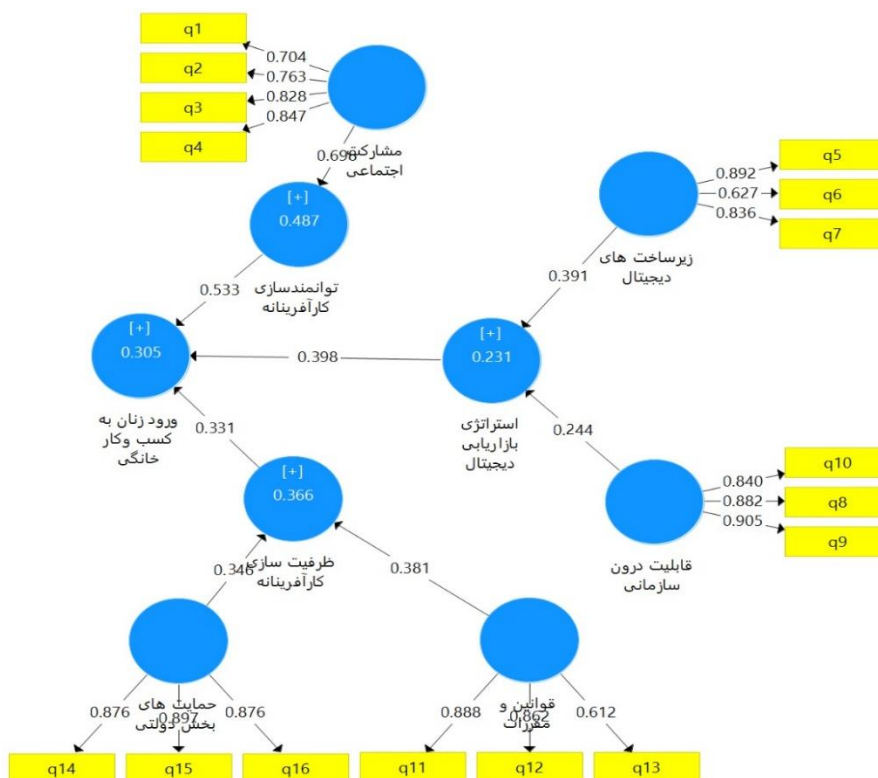 q1
0.704
q2
0.763
q3
0.828
q4
0.847
مشارکت
اجتماعی
0.698
q5
0.892
q6
0.627
q7
0.836
زیرساخت های
دیجیتال
[+]
0.487
توانمندسازی
کارآفرینانه
0.391
0.533
[+]
0.305
ورود زنان به
کسب وکار
خانگی
0.398
[+]
0.231
استراتژی
بازاریابی
دیجیتال
0.331
0.244
[+]
0.366
ظرفیت سازی
کارآفرینانه
q10
0.840
q8
0.882
q9
0.905
قابلیت درون
سازمانی
0.346
0.381
حمایت های
بخش دولتی
0.876
0.897
0.876
قوانین و
مقررات
0.888
0.862
0.612
q14
q15
q16
q11
q12
q13